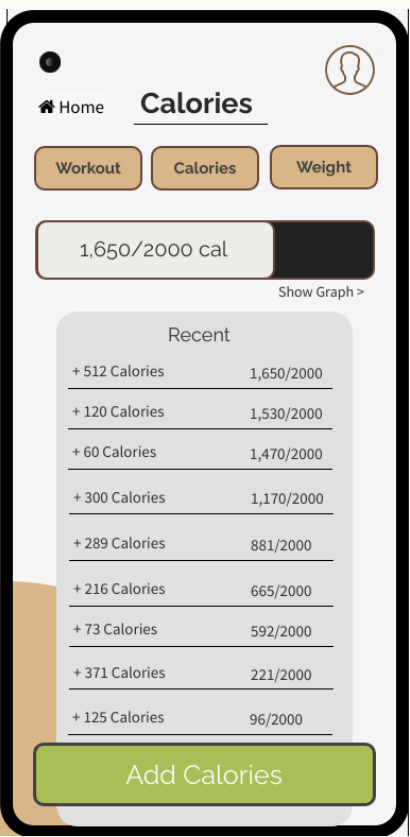 Home
Calories
Workout Calories Weight
1,650/2000 cal
Show Graph >
Recent
+ 512 Calories 1,650/2000
+ 120 Calories 1,530/2000
+ 60 Calories 1,470/2000
+ 300 Calories 1,170/2000
+ 289 Calories 881/2000
+ 216 Calories 665/2000
+ 73 Calories 592/2000
+ 371 Calories 221/2000
+ 125 Calories 96/2000
Add Calories